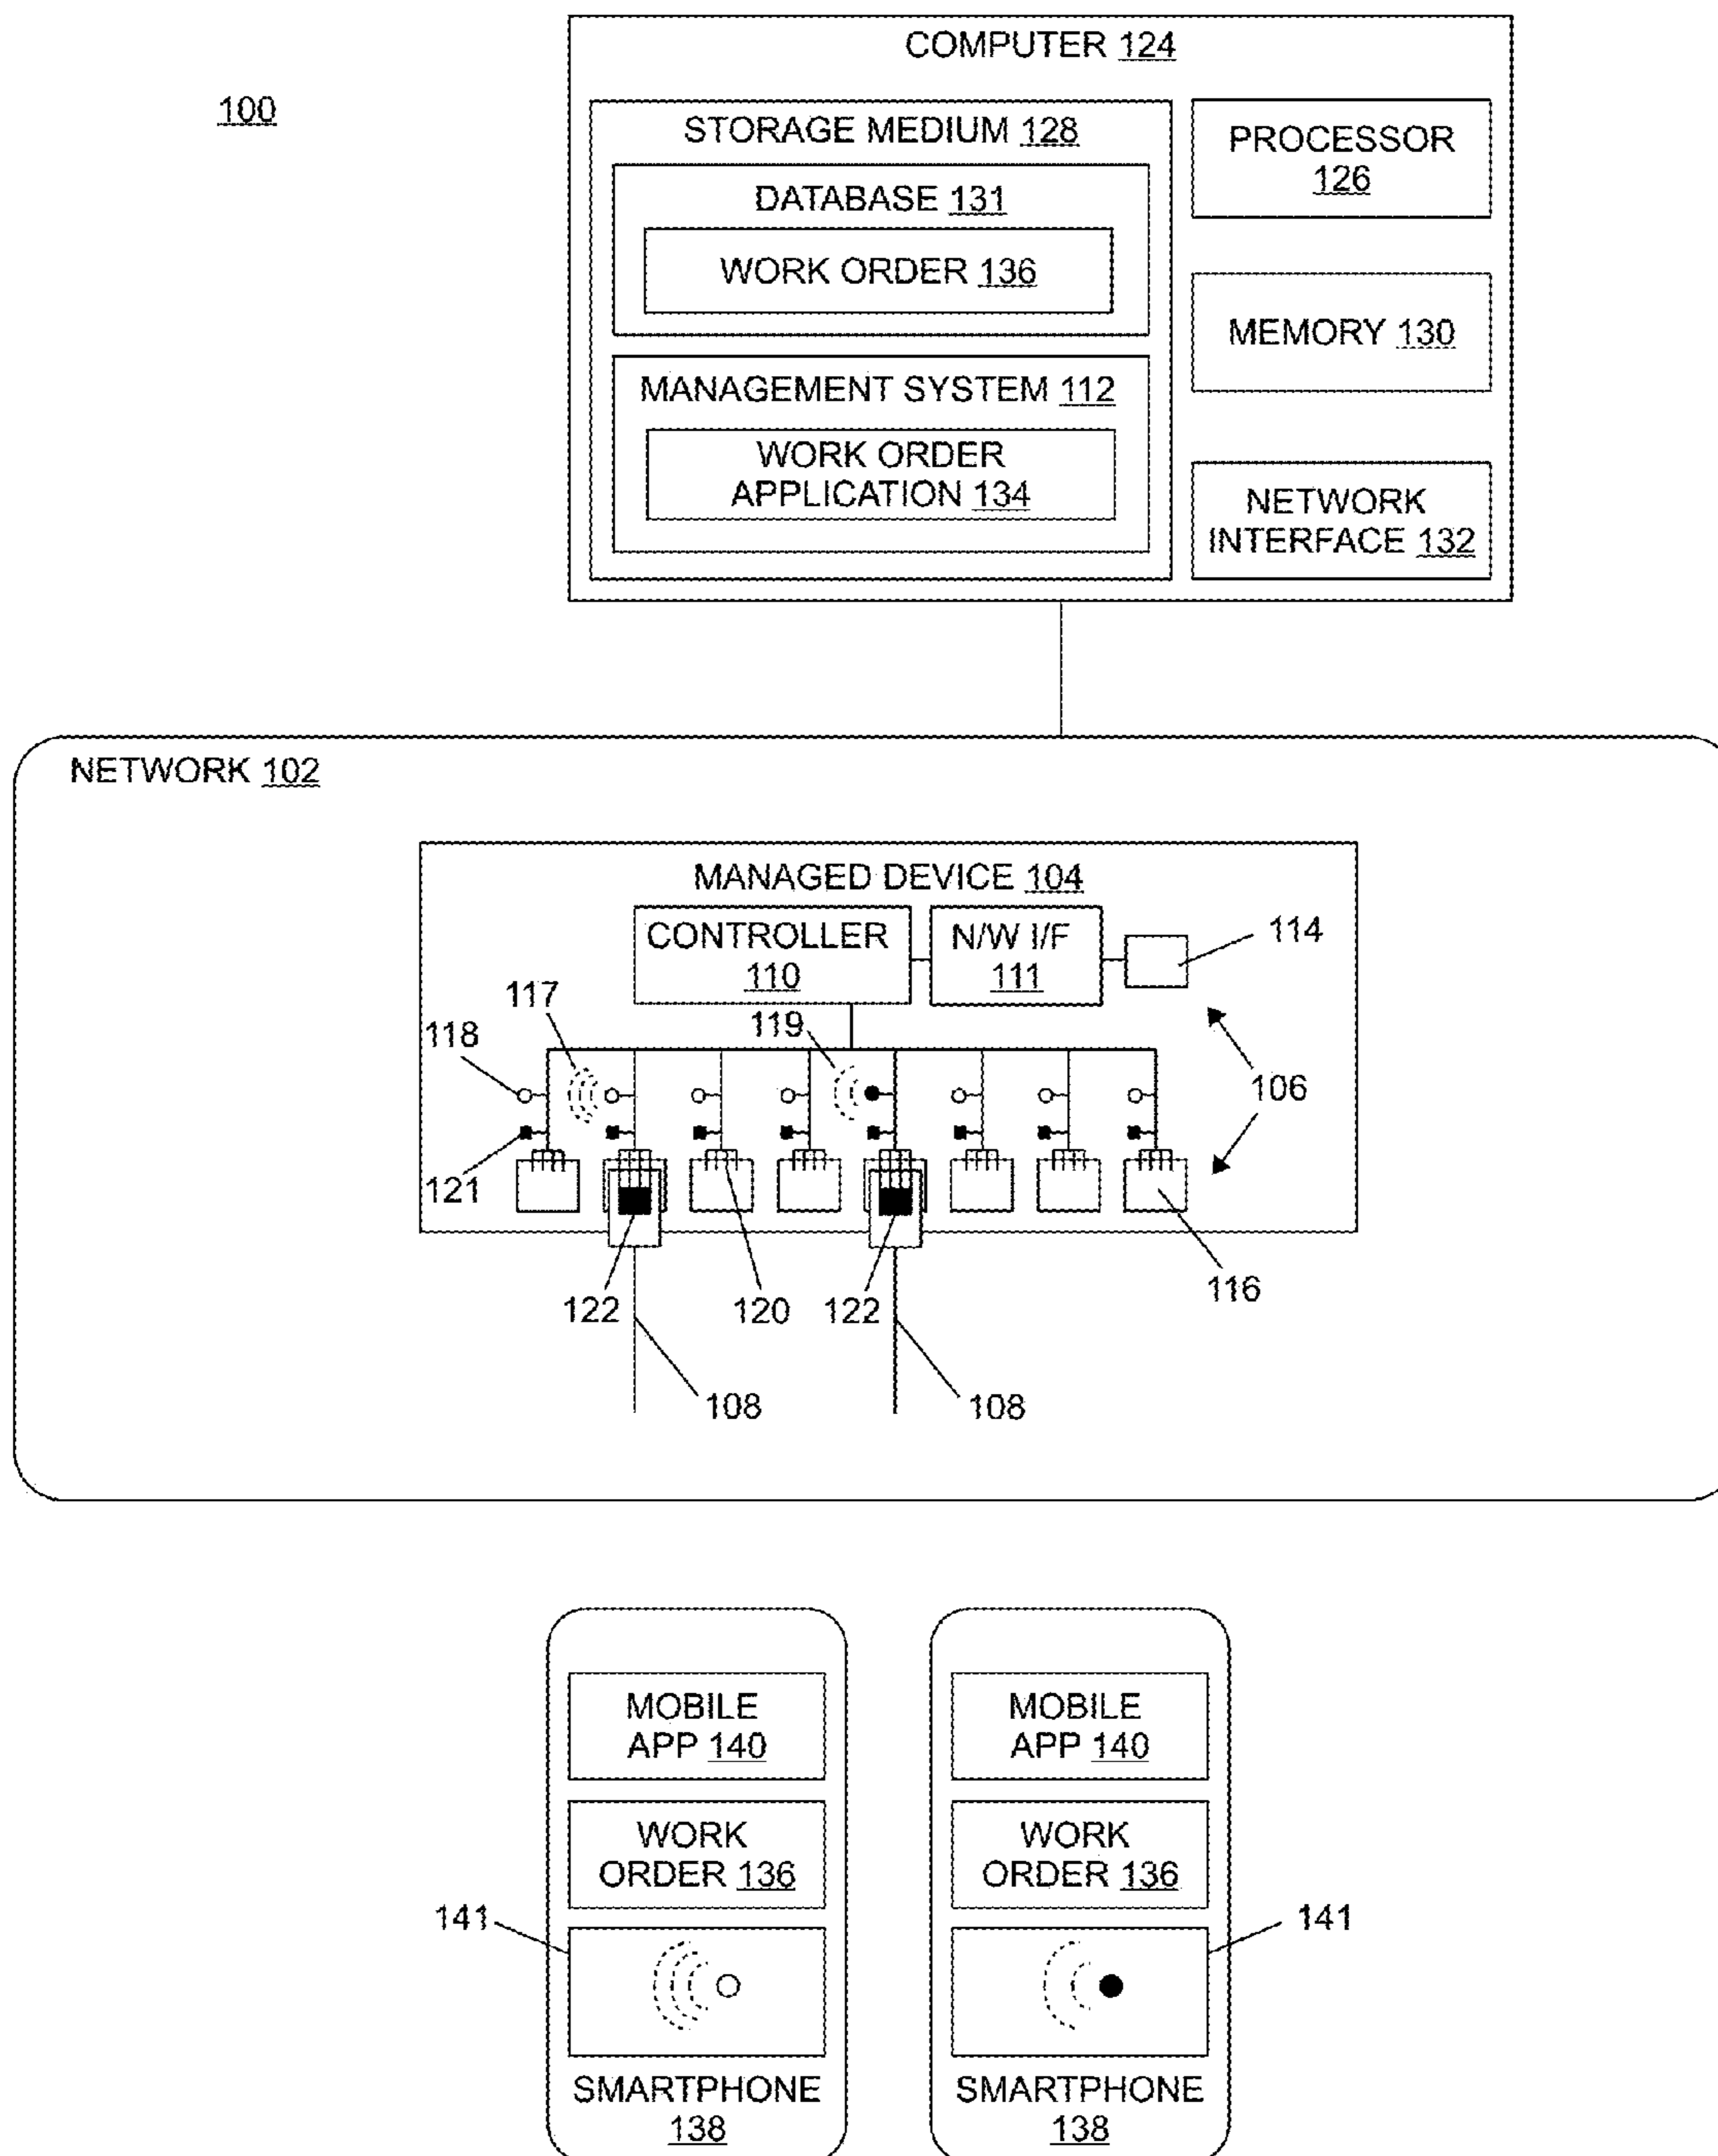 COMPUTER 124
100
STORAGE MEDIUM 128
PROCESSOR
126
DATABASE 131
WORK ORDER 136
MEMORY 130
MANAGEMENT SYSTEM 112
WORK ORDER
APPLICATION 134
NETWORK
INTERFACE 132
NETWORK 102
MANAGED DEVICE 104
CONTROLLER
110
N/W I/F
111
114
117
119
118
106
121
116
122
120
122
108
108
MOBILE
APP 140
WORK
ORDER 136
141
SMARTPHONE
138
MOBILE
APP 140
WORK
ORDER 136
141
SMARTPHONE
138